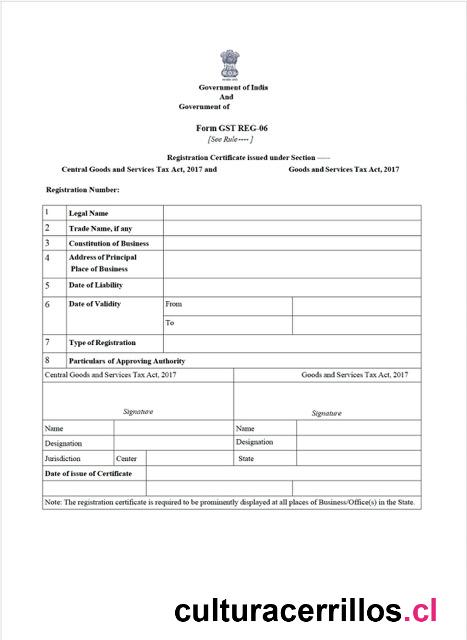 Government of India
And
Government of
Form GST REG-06
[See Rule---- ]
Registration Certificate issued under Section -----
Central Goods and Services Tax Act, 2017 and Goods and Services Tax Act, 2017
Registration Number:
1 Legal Name
2 Trade Name, if any
3 Constitution of Business
4 Address of Principal
Place of Business
5 Date of Liability
6 Date of Validity From
To
7 Type of Registration
8 Particulars of Approving Authority
Central Goods and Services Tax Act, 2017 Goods and Services Tax Act, 2017
Signature Signature
Name Name
Designation Designation
Jurisdiction Center State
Date of issue of Certificate
Note: The registration certificate is required to be prominently displayed at all places of Business/Office(s) in the State.
culturacerrillos.cl